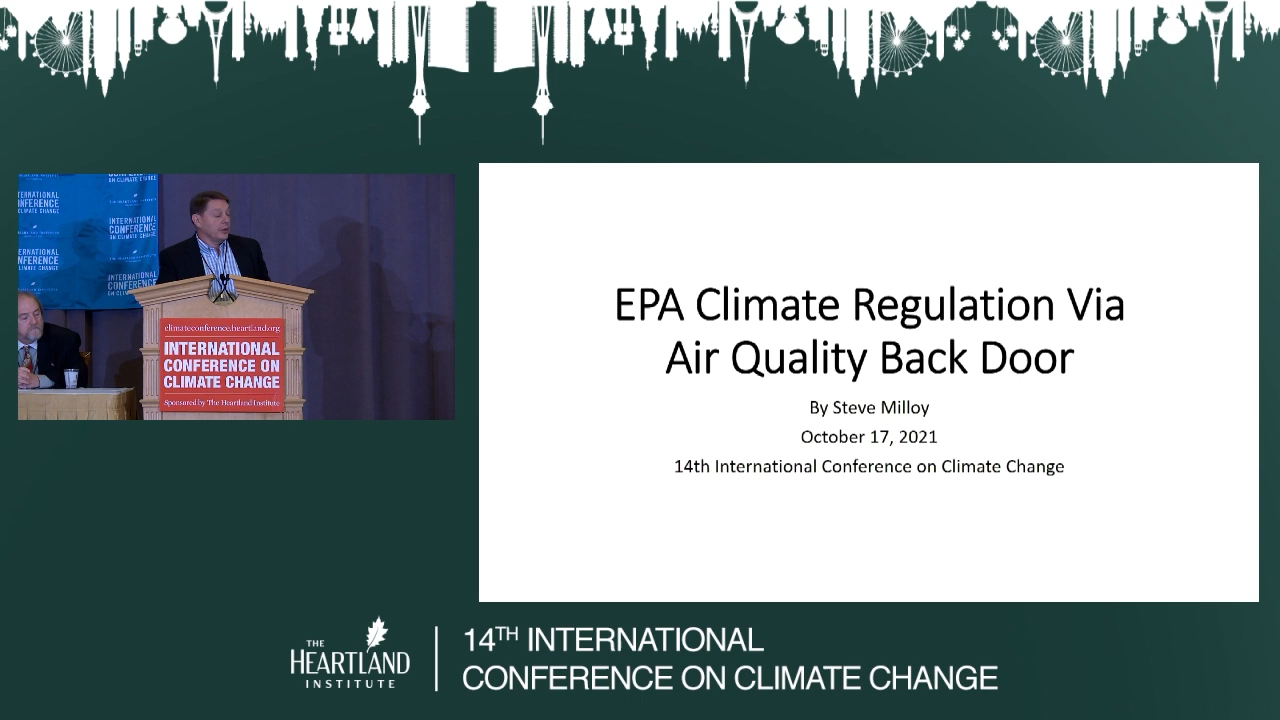 INTERNATIONAL
CONFERENCE
ON CLIMATE CHANGE
climateconference.heartland.org
INTERNATIONAL
CONFERENCE ON
CLIMATE CHANGE
Sponsored by The Heartland Institute
EPA Climate Regulation Via
Air Quality Back Door
By Steve Milloy
October 17, 2021
14th International Conference on Climate Change
THE
HEARTLAND
INSTITUTE
14TH INTERNATIONAL
CONFERENCE ON CLIMATE CHANGE